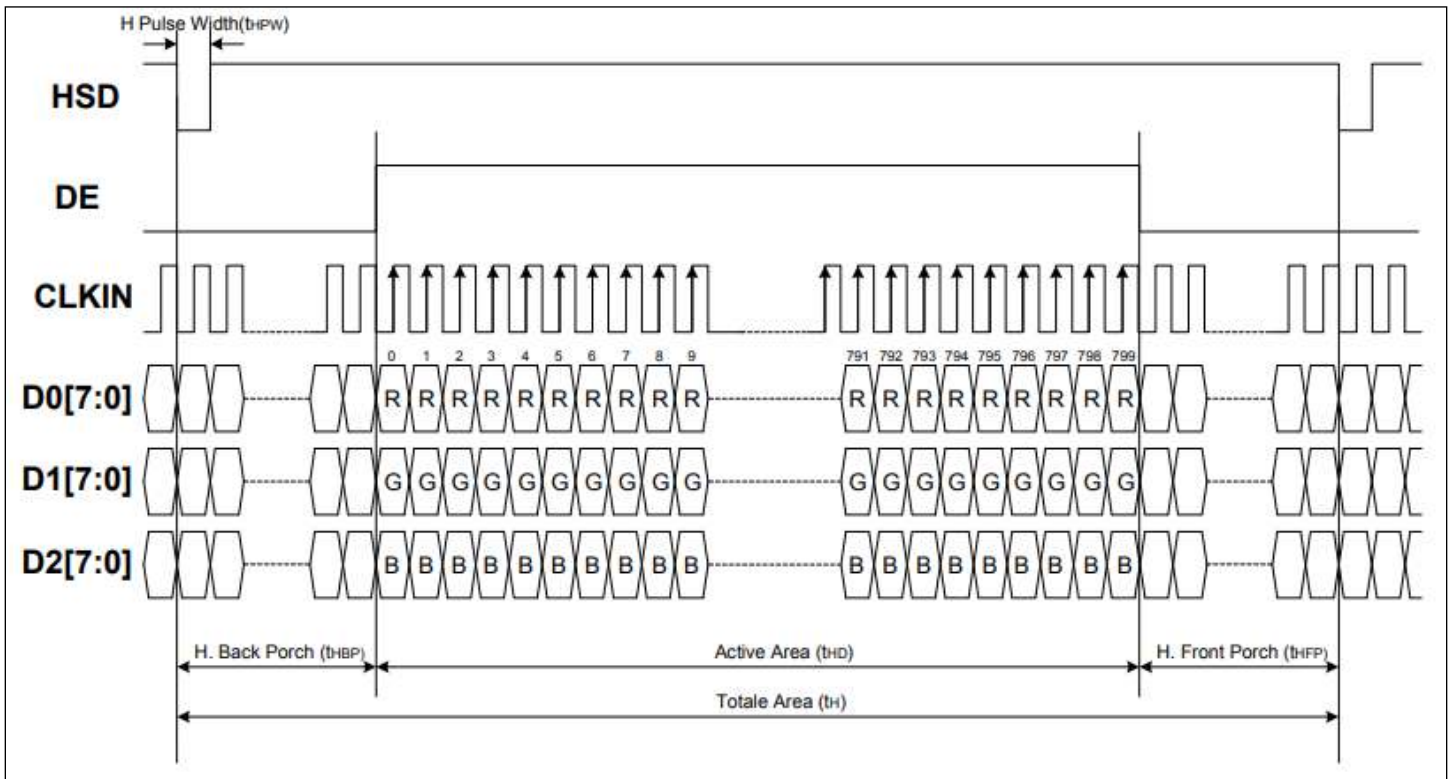 H Pulse Width(tHPW)
HSD
DE
CLKIN
0 1 2 3 4 5 6 7 8 9 791 792 793 794 795 796 797 798 799
D0[7:0] R R R R R R R R R R R R R R R R R R R
D1[7:0] G G G G G G G G G G G G G G G G G G G
D2[7:0] B B B B B B B B B B B B B B B B B B B
H. Back Porch (tHBP) Active Area (tHD) H. Front Porch (tHFP)
Totale Area (tH)